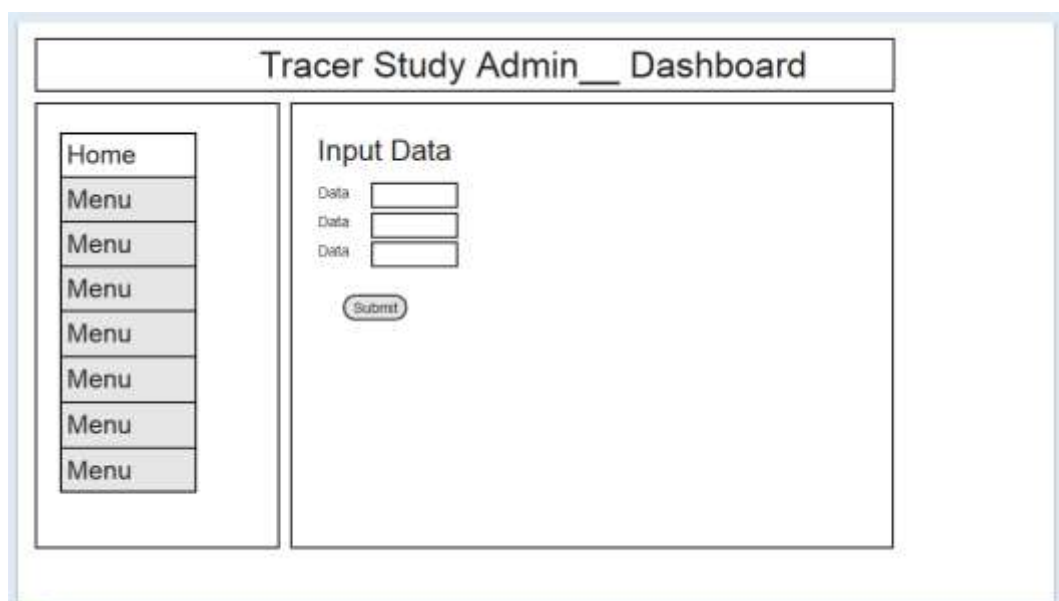 Tracer Study Admin__ Dashboard
Home
Menu
Menu
Menu
Menu
Menu
Menu
Menu
Input Data
Data
Data
Data
Submit